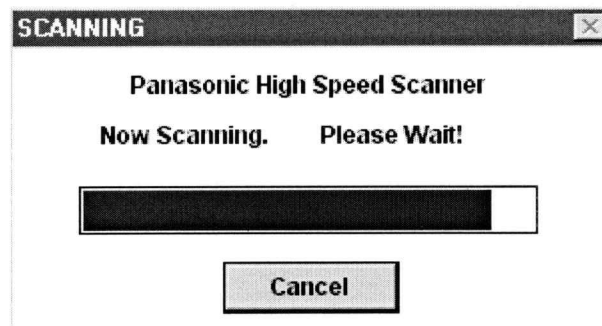 SCANNING
Panasonic High Speed Scanner
Now Scanning. Please Wait!
Cancel